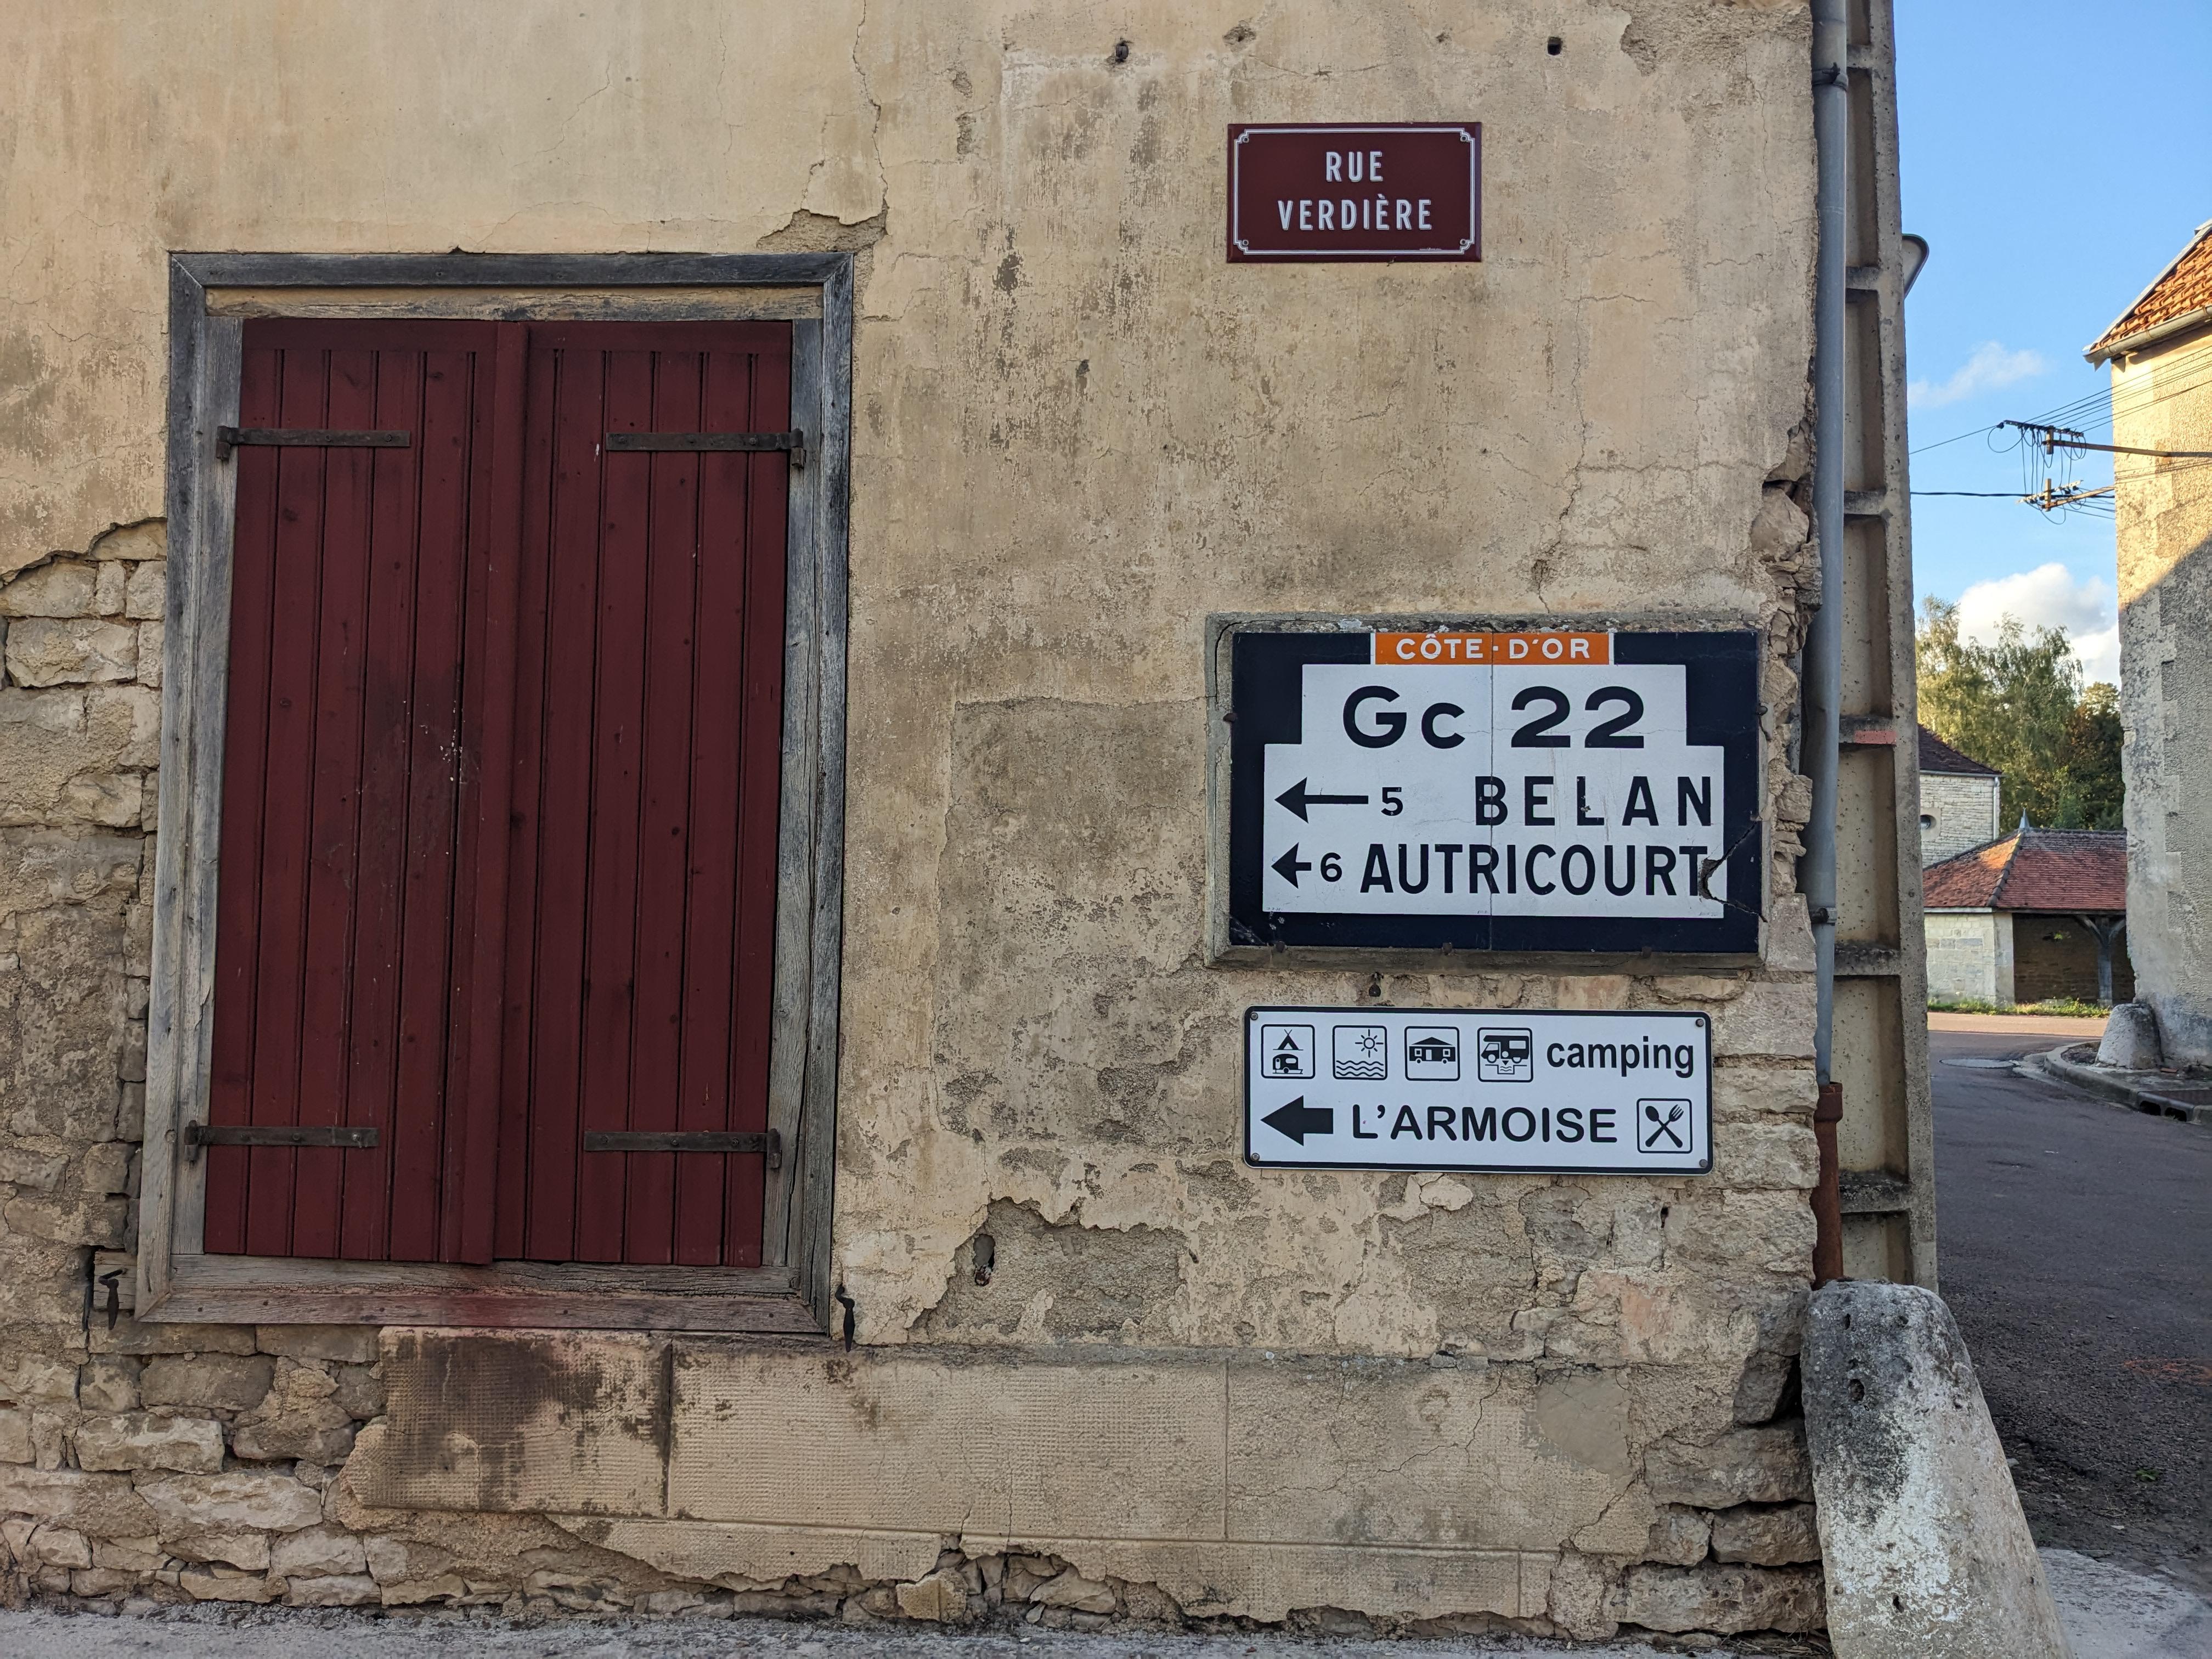 RUE
VERDIÈRE
CÔTE·D'OR
Gc 22
5 BELAN
6 AUTRICOURT
camping
L'ARMOISE